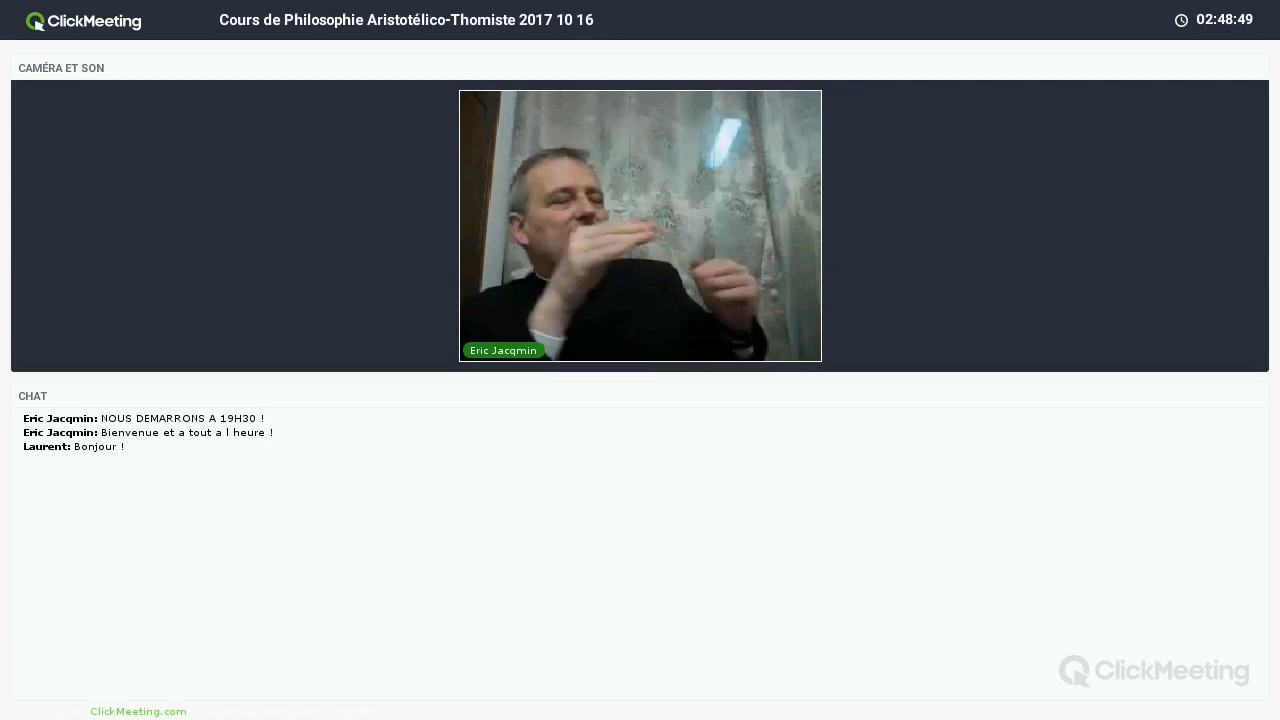 ClickMeeting
Cours de Philosophie Aristotélico-Thomiste 2017 10 16
02:48:49
CAMÉRA ET SON
Eric Jacqmin
CHAT
Eric Jacqmin: NOUS DEMARRONS A 19H30 !
Eric Jacqmin: Bienvenue et a tout a l heure !
Laurent: Bonjour !
ClickMeeting
ClickMeeting.com